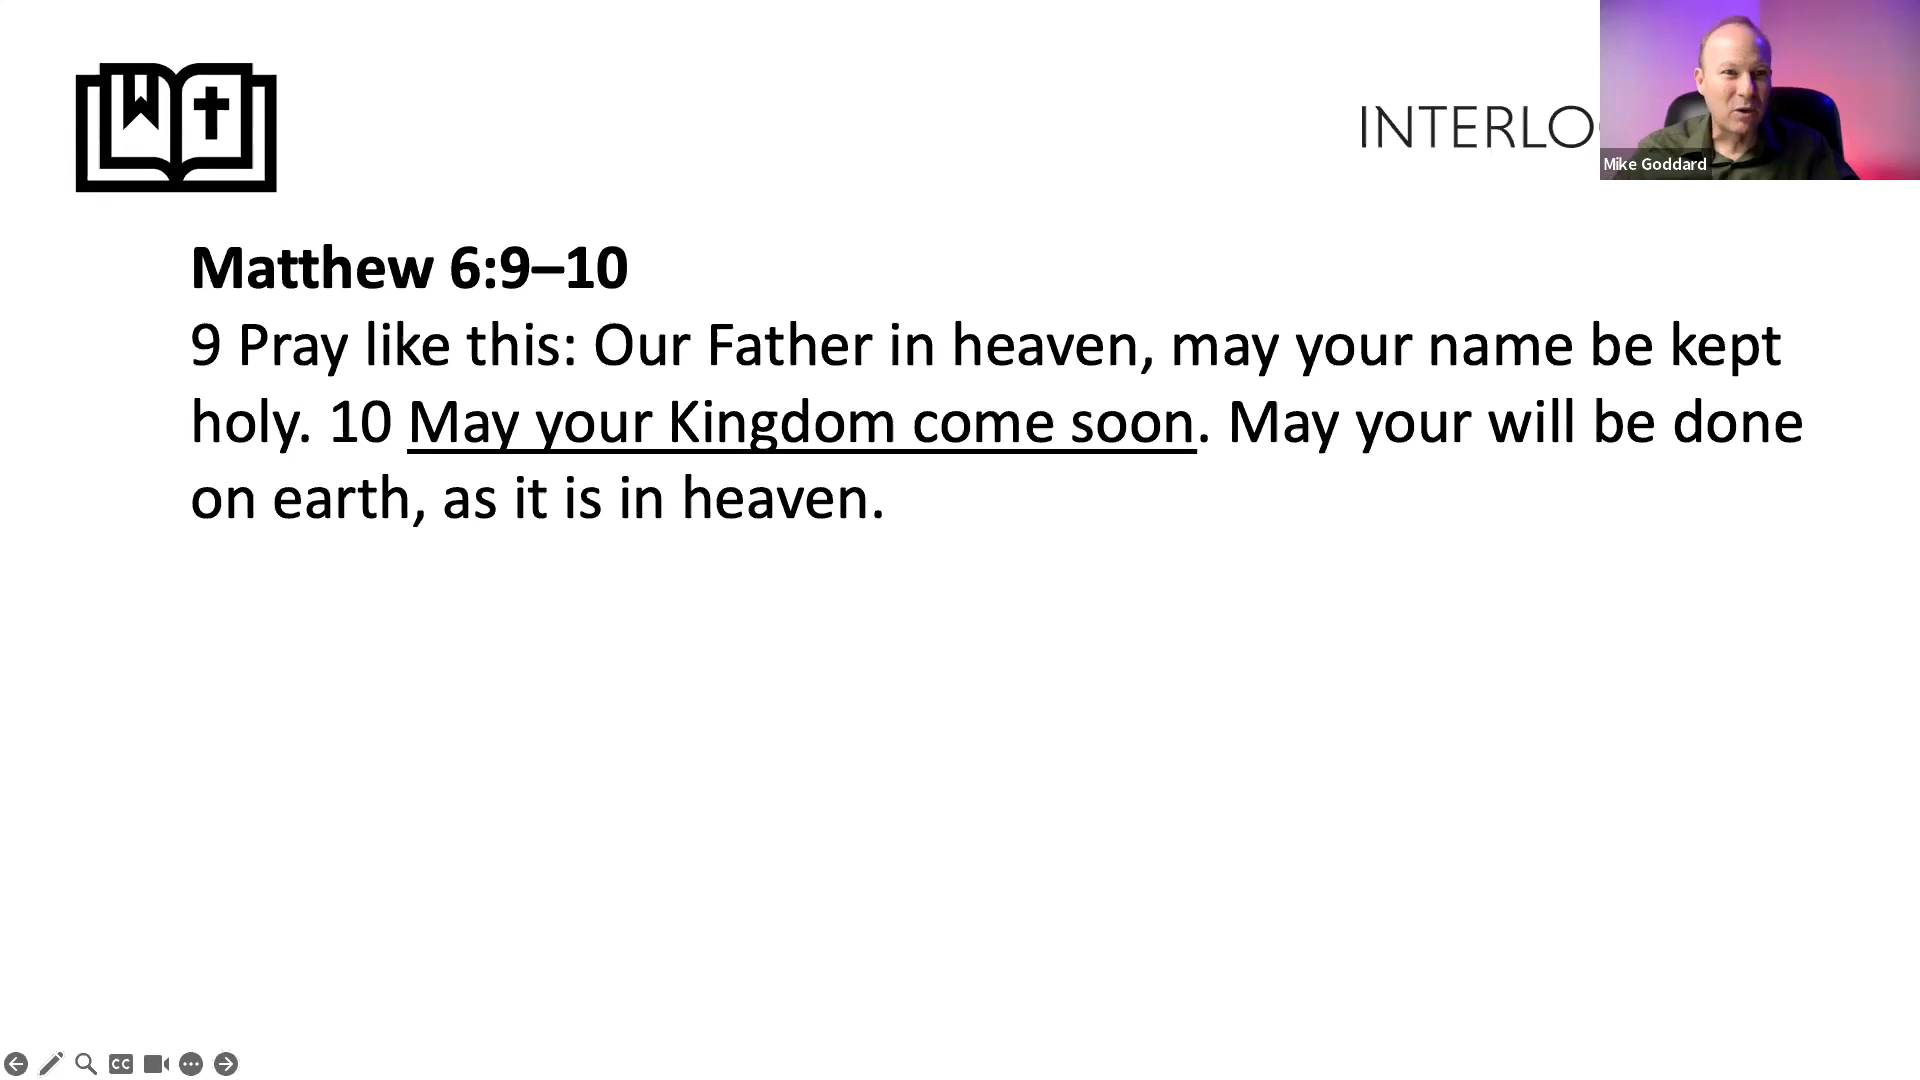 INTERLO
Mike Goddard
Matthew 6:9–10
9 Pray like this: Our Father in heaven, may your name be kept
holy. 10 May your Kingdom come soon. May your will be done
on earth, as it is in heaven.
CC